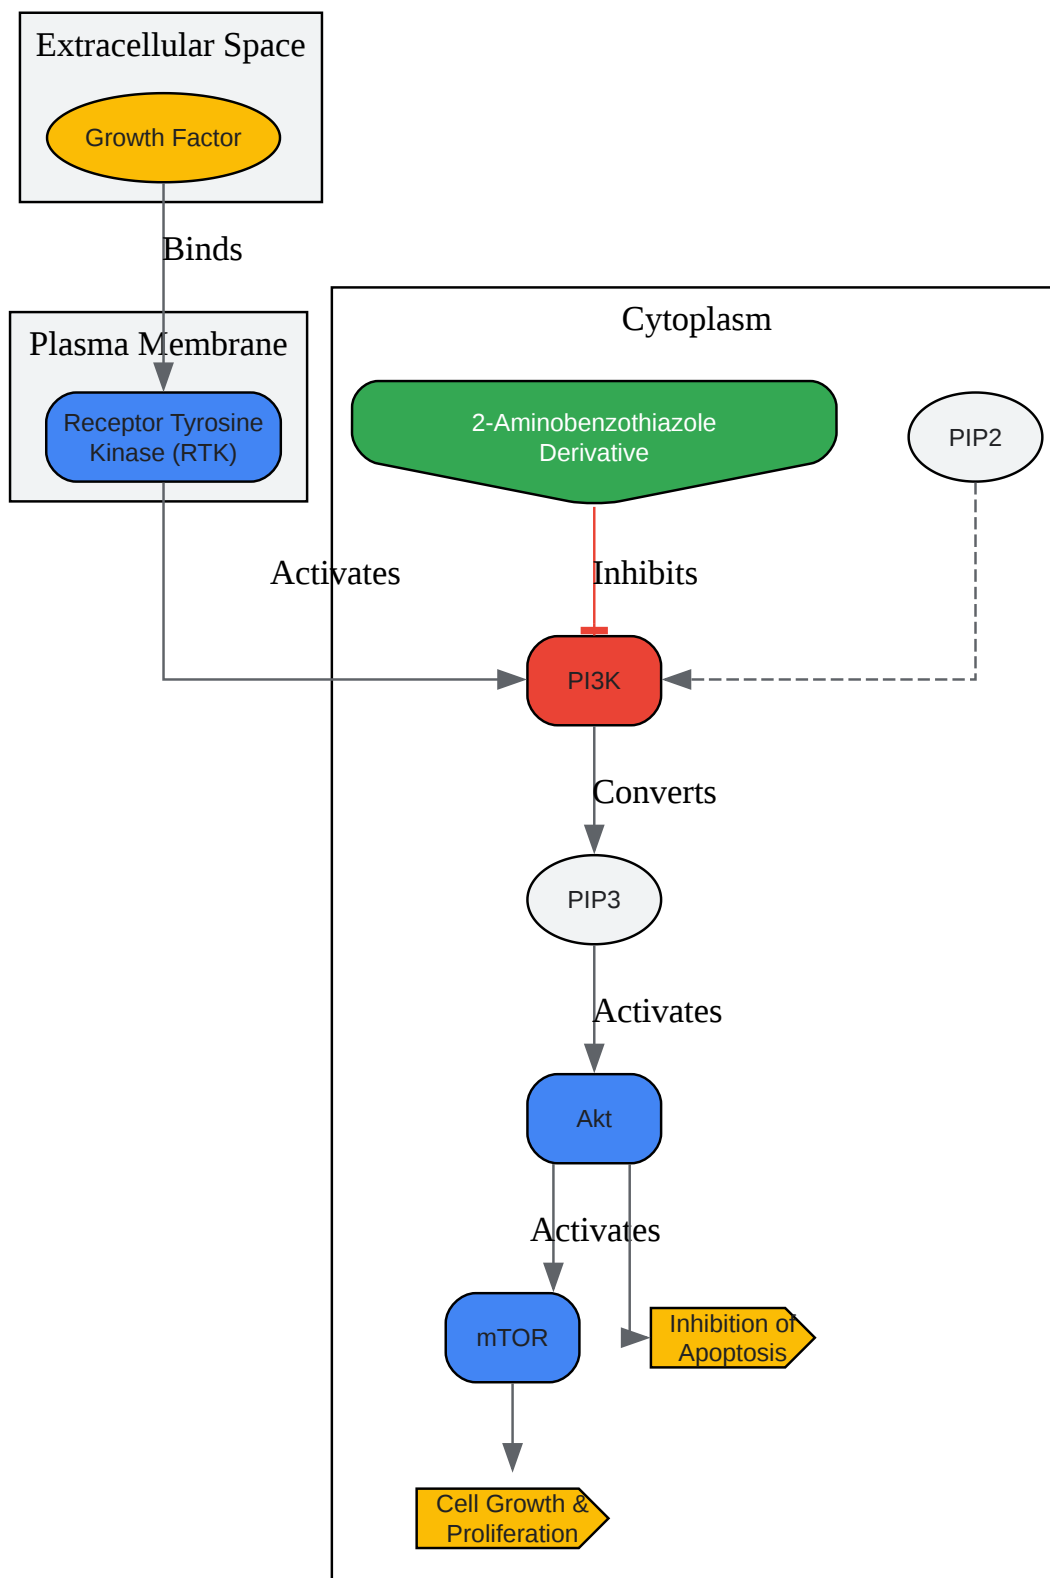 Extracellular Space
Growth Factor
Binds
Plasma Membrane
Receptor Tyrosine
Kinase (RTK)
Cytoplasm
2-Aminobenzothiazole
Derivative
PIP2
Activates
Inhibits
PI3K
Converts
PIP3
Activates
Akt
Activates
mTOR
Inhibition of
Apoptosis
Cell Growth &
Proliferation